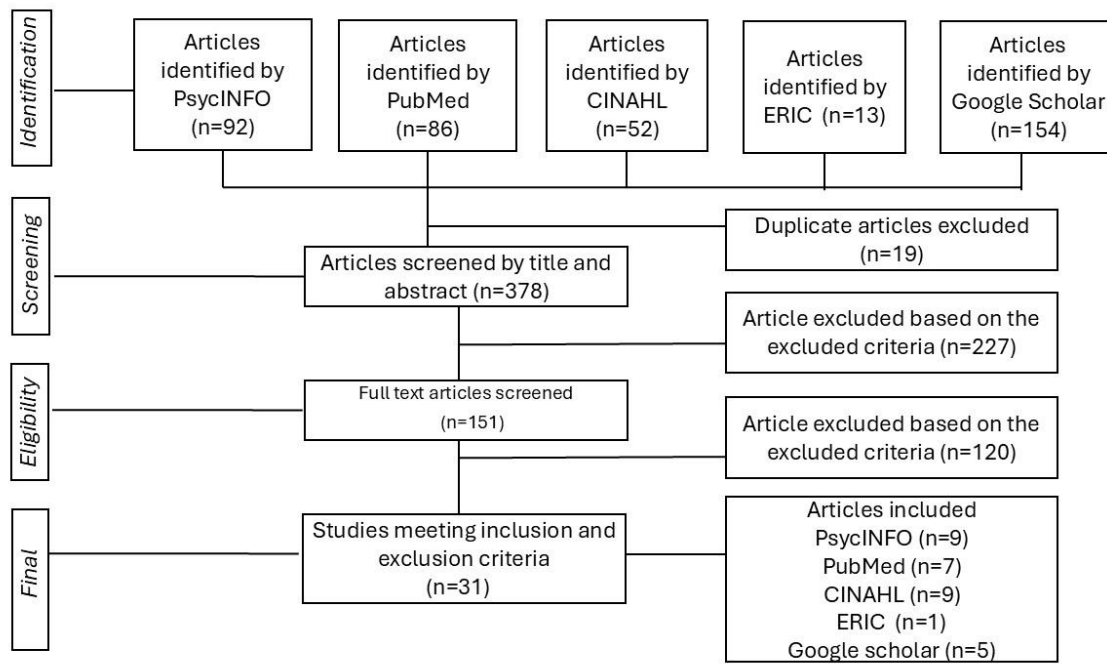 Identification
Articles
identified by
PsycINFO
(n=92)
Articles
identified by
PubMed
(n=86)
Articles
identified by
CINAHL
(n=52)
Articles
identified by
ERIC (n=13)
Articles
identified by
Google Scholar
(n=154)
Screening
Duplicate articles excluded
(n=19)
Articles screened by title and
abstract (n=378)
Article excluded based on the
excluded criteria (n=227)
Eligibility
Full text articles screened
(n=151)
Article excluded based on the
excluded criteria (n=120)
Final
Studies meeting inclusion and
exclusion criteria
(n=31)
Articles included
PsycINFO (n=9)
PubMed (n=7)
CINAHL (n=9)
ERIC (n=1)
Google scholar (n=5)